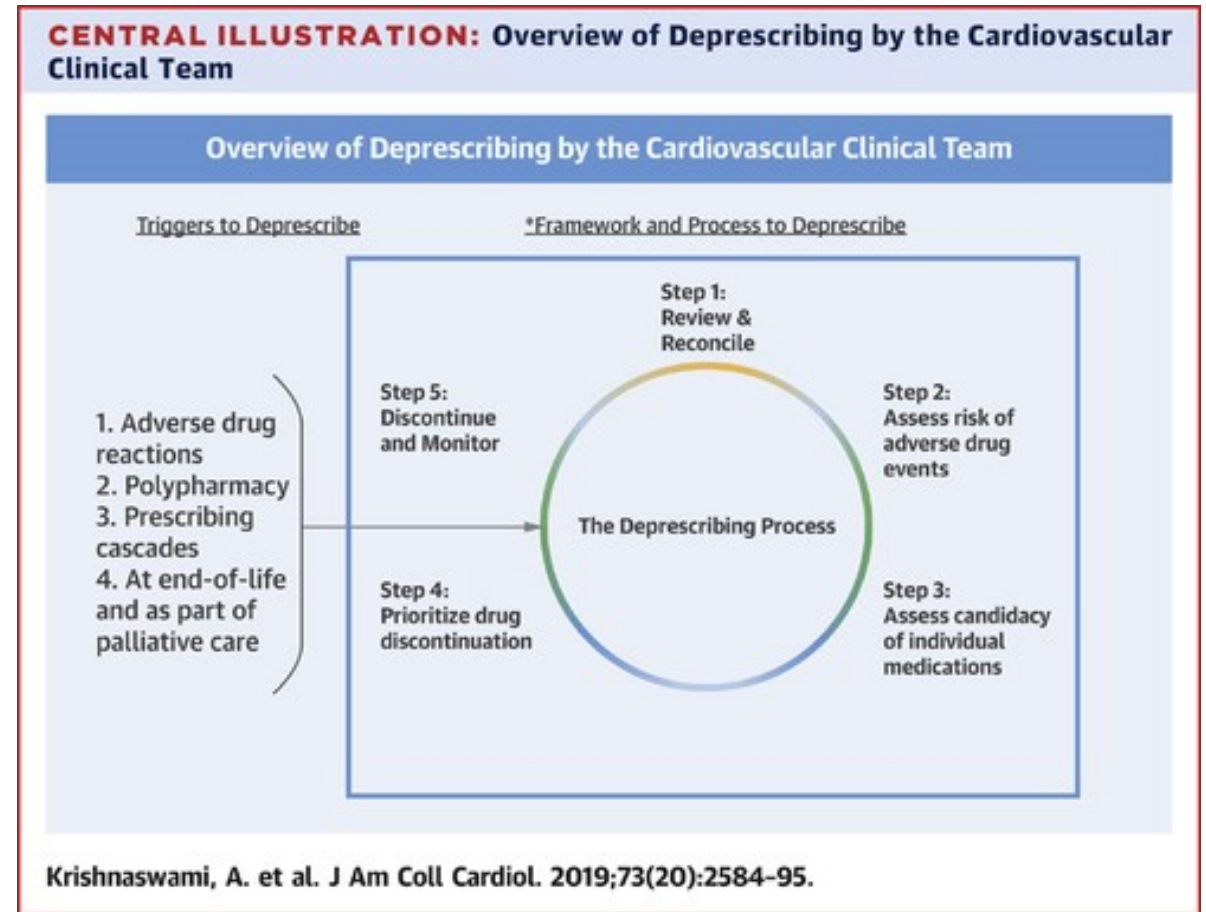 CENTRAL ILLUSTRATION: Overview of Deprescribing by the Cardiovascular
Clinical Team
Overview of Deprescribing by the Cardiovascular Clinical Team
Triggers to Deprescribe
*Framework and Process to Deprescribe
1. Adverse drug
reactions
2. Polypharmacy
3. Prescribing
cascades
4. At end-of-life
and as part of
palliative care
Step 1:
Review &
Reconcile
Step 2:
Assess risk of
adverse drug
events
Step 3:
Assess candidacy
of individual
medications
Step 4:
Prioritize drug
discontinuation
Step 5:
Discontinue
and Monitor
The Deprescribing Process
Krishnaswami, A. et al. J Am Coll Cardiol. 2019;73(20):2584–95.